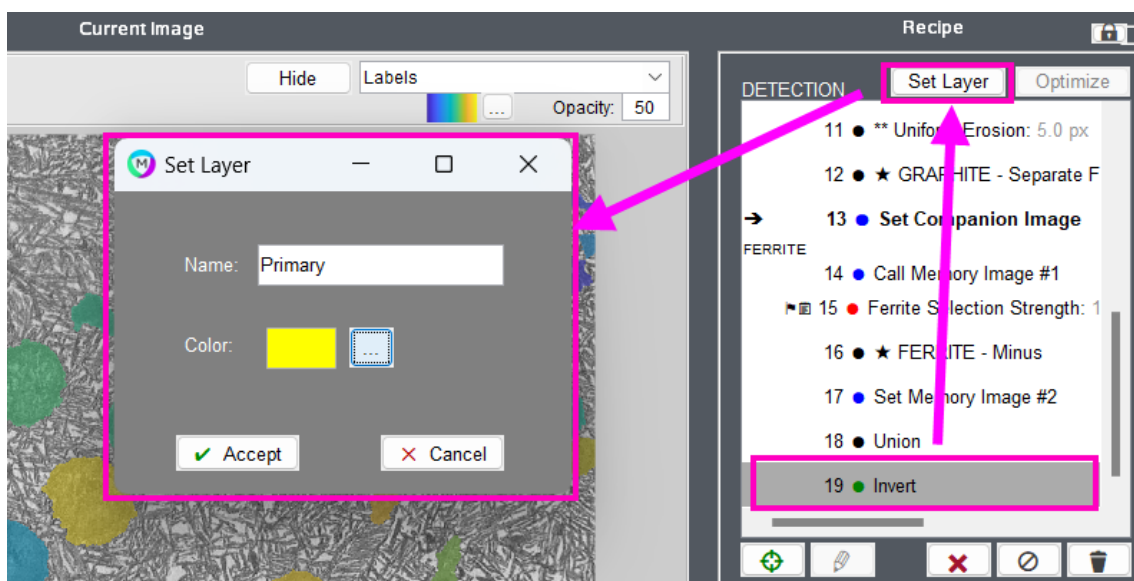 Current Image
Recipe
Hide
Labels
...
Opacity: 50
DETECTION
Set Layer
Optimize
Set Layer
Name: Primary
Color:
...
Accept
Cancel
11 ** Uniform Erosion: 5.0 px
12 ★ GRAPHITE - Separate F
→ 13 Set Companion Image
FERRITE
14 Call Memory Image #1
15 Ferrite Selection Strength: 1
16 ★ FERRITE - Minus
17 Set Memory Image #2
18 Union
19 Invert